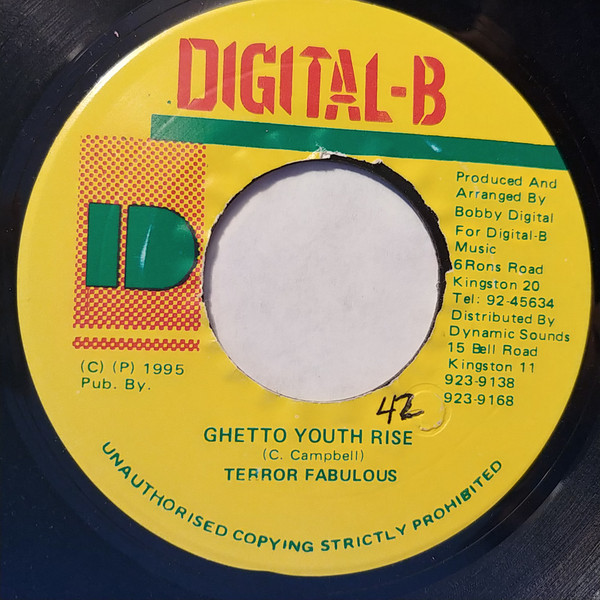 DIGITAL-B
ID
Produced And
Arranged By
Bobby Digital
For Digital-B
Music
6Rons Road
Kingston 20
Tel: 92-45634
Distributed By
Dynamic Sounds
15 Bell Road
Kingston 11
923-9138
923-9168
(C) (P) 1995
Pub. By.
42
GHETTO YOUTH RISE
(C. Campbell)
TERROR FABULOUS
UNAUTHORISED COPYING STRICTLY PROHIBITED